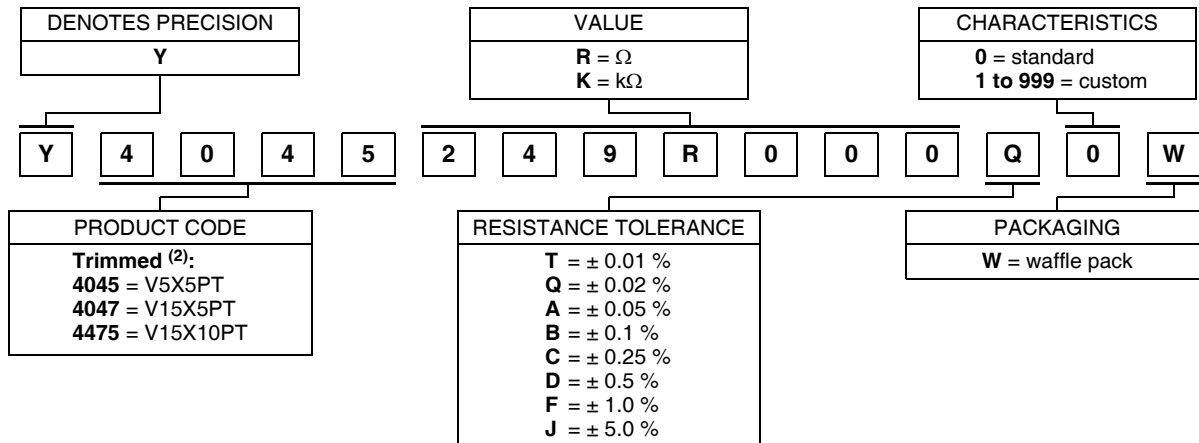 DENOTES PRECISION
Y
VALUE
R = Ω
K = kΩ
CHARACTERISTICS
0 = standard
1 to 999 = custom
Y 4 0 4 5 2 4 9 R 0 0 0 Q 0 W
PRODUCT CODE
Trimmed (2):
4045 = V5X5PT
4047 = V15X5PT
4475 = V15X10PT
RESISTANCE TOLERANCE
T = ± 0.01 %
Q = ± 0.02 %
A = ± 0.05 %
B = ± 0.1 %
C = ± 0.25 %
D = ± 0.5 %
F = ± 1.0 %
J = ± 5.0 %
PACKAGING
W = waffle pack